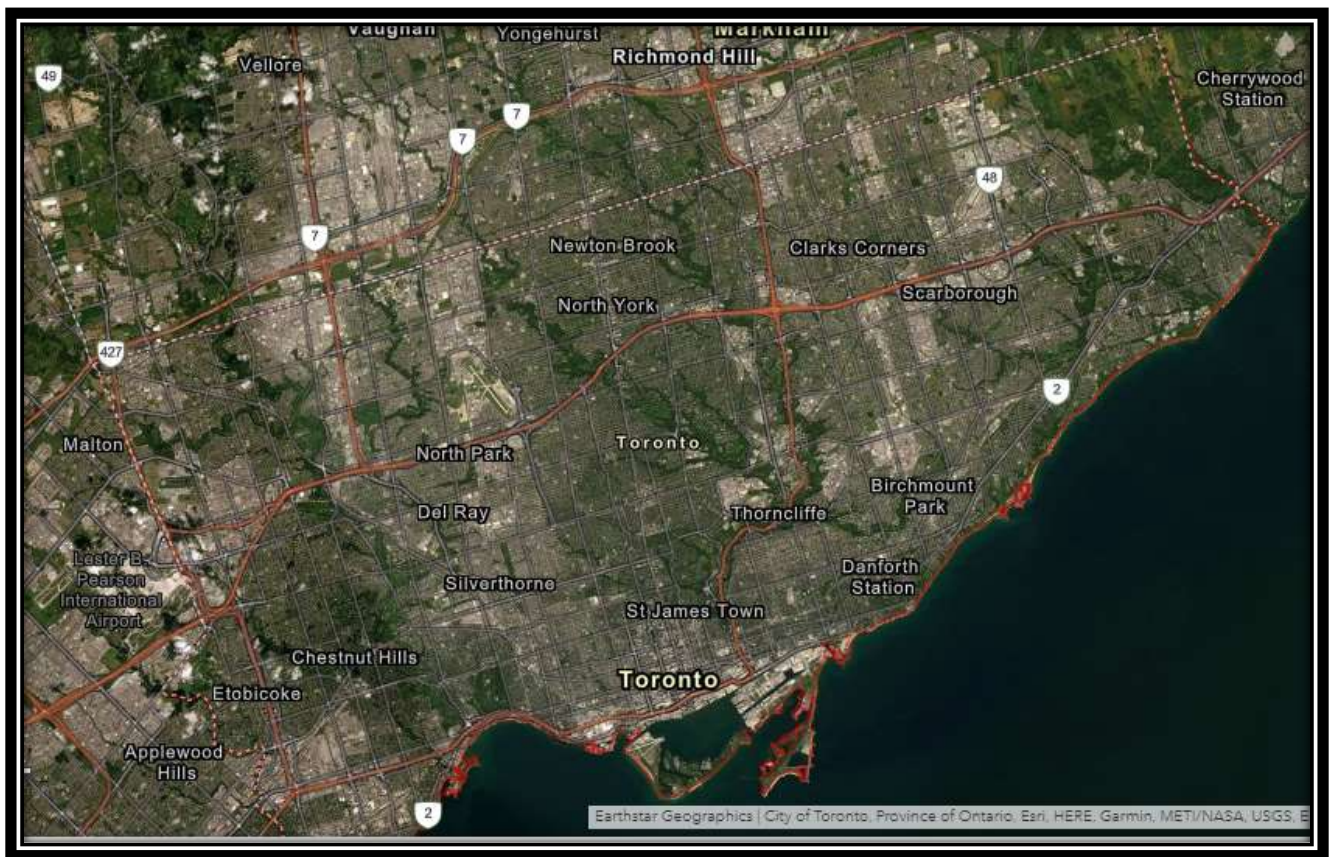 Vaughan
Yongehurst
Markham
Richmond Hill
Vellore
49
Cherrywood
Station
7
7
48
7
Newton Brook
Clarks Corners
Scarborough
North York
427
2
Malton
Toronto
North Park
Birchmount
Park
Del Ray
Thorncliffe
Lester B.
Pearson
International
Airport
Silverthorne
Danforth
Station
St James Town
Chestnut Hills
Toronto
Etobicoke
Applewood
Hills
2
Earthstar Geographics | City of Toronto, Province of Ontario, Esri, HERE, Garmin, METI/NASA, USGS, E